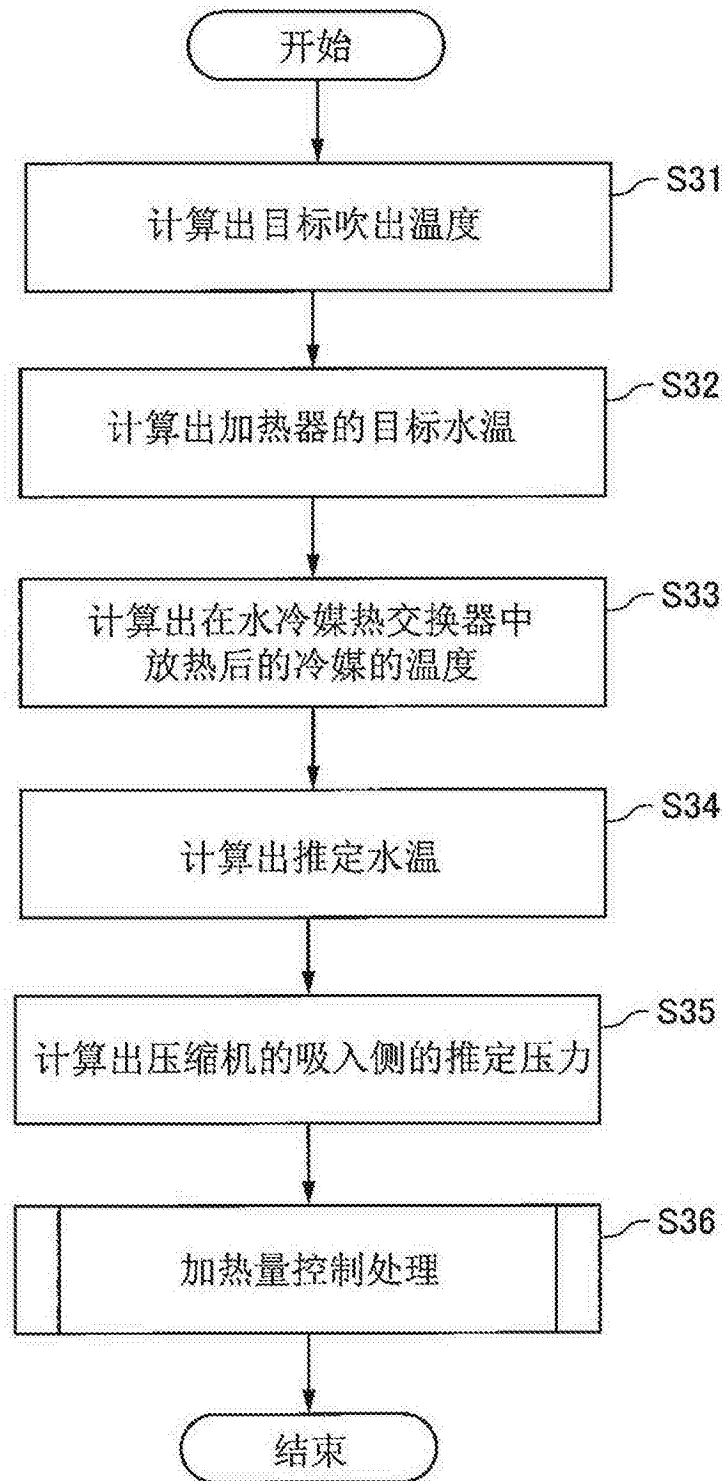 开始
S31
计算出目标吹出温度
S32
计算出加热器的目标水温
S33
计算出在水冷媒热交换器中
放热后的冷媒的温度
S34
计算出推定水温
S35
计算出压缩机的吸入侧的推定压力
S36
加热量控制处理
结束